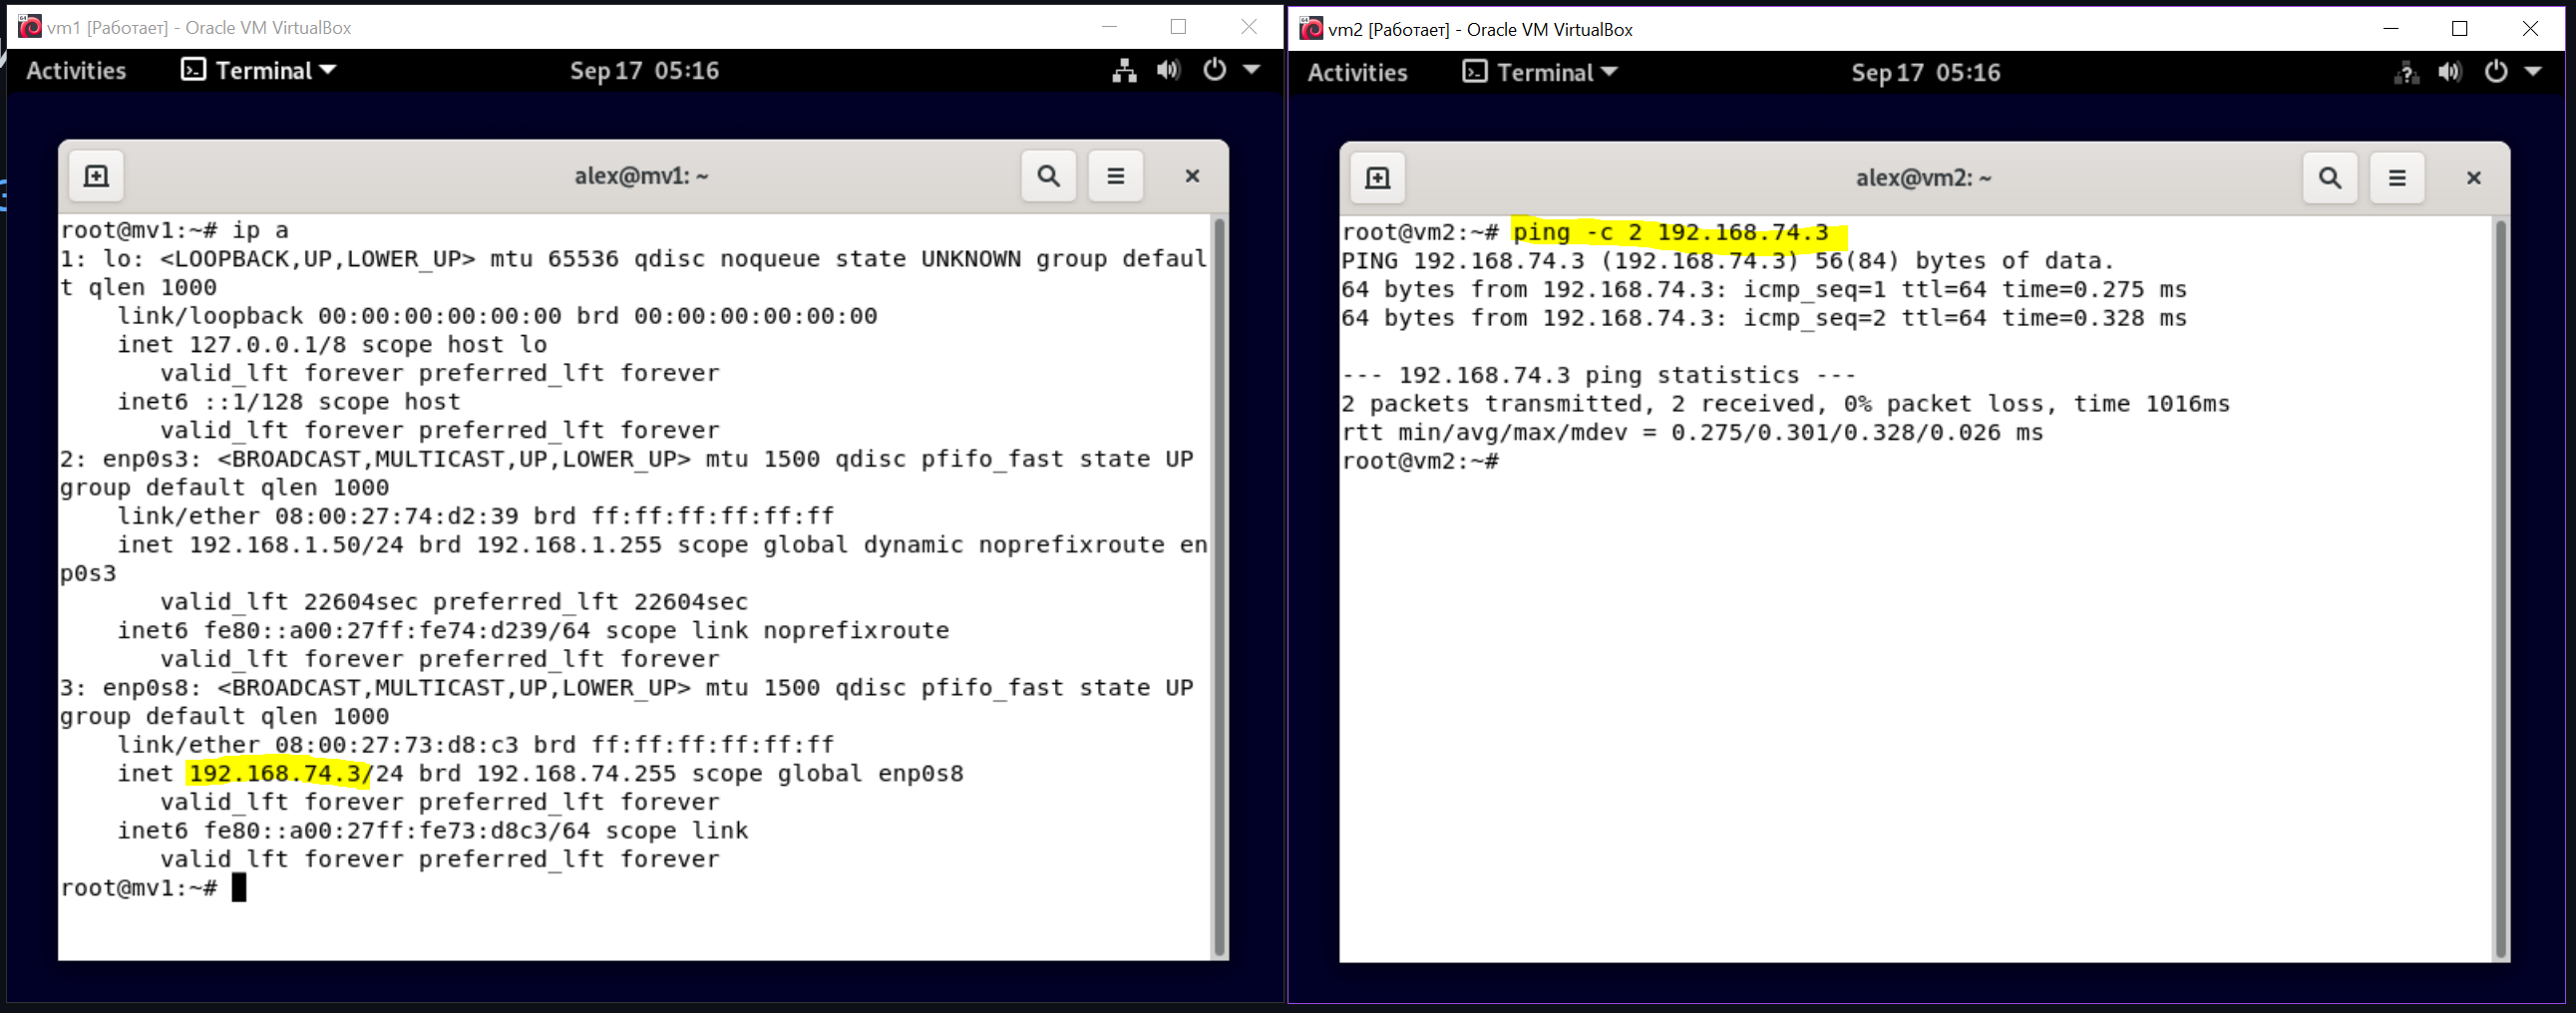 vm1 [Работает] - Oracle VM VirtualBox
Activities Terminal Sep 17 05:16
alex@mv1: ~
root@mv1:~# ip a
1: lo: <LOOPBACK,UP,LOWER_UP> mtu 65536 qdisc noqueue state UNKNOWN group defaul
t qlen 1000
link/loopback 00:00:00:00:00:00 brd 00:00:00:00:00:00
inet 127.0.0.1/8 scope host lo
valid_lft forever preferred_lft forever
inet6 ::1/128 scope host
valid_lft forever preferred_lft forever
2: enp0s3: <BROADCAST,MULTICAST,UP,LOWER_UP> mtu 1500 qdisc pfifo_fast state UP
group default qlen 1000
link/ether 08:00:27:74:d2:39 brd ff:ff:ff:ff:ff:ff
inet 192.168.1.50/24 brd 192.168.1.255 scope global dynamic noprefixroute en
p0s3
valid_lft 22604sec preferred_lft 22604sec
inet6 fe80::a00:27ff:fe74:d239/64 scope link noprefixroute
valid_lft forever preferred_lft forever
3: enp0s8: <BROADCAST,MULTICAST,UP,LOWER_UP> mtu 1500 qdisc pfifo_fast state UP
group default qlen 1000
link/ether 08:00:27:73:d8:c3 brd ff:ff:ff:ff:ff:ff
inet 192.168.74.3/24 brd 192.168.74.255 scope global enp0s8
valid_lft forever preferred_lft forever
inet6 fe80::a00:27ff:fe73:d8c3/64 scope link
valid_lft forever preferred_lft forever
root@mv1:~#
vm2 [Работает] - Oracle VM VirtualBox
Activities Terminal Sep 17 05:16
alex@vm2: ~
root@vm2:~# ping -c 2 192.168.74.3
PING 192.168.74.3 (192.168.74.3) 56(84) bytes of data.
64 bytes from 192.168.74.3: icmp_seq=1 ttl=64 time=0.275 ms
64 bytes from 192.168.74.3: icmp_seq=2 ttl=64 time=0.328 ms
--- 192.168.74.3 ping statistics ---
2 packets transmitted, 2 received, 0% packet loss, time 1016ms
rtt min/avg/max/mdev = 0.275/0.301/0.328/0.026 ms
root@vm2:~#